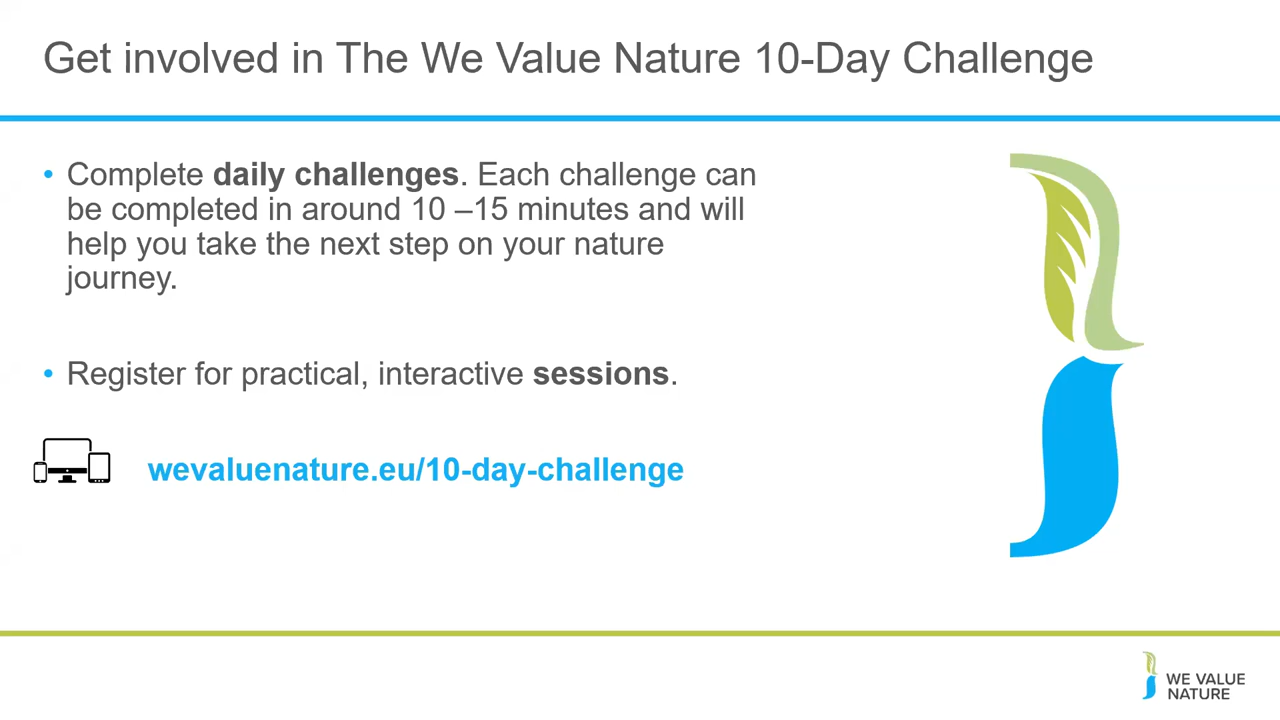 Get involved in The We Value Nature 10-Day Challenge
• Complete daily challenges. Each challenge can
be completed in around 10 –15 minutes and will
help you take the next step on your nature
journey.
• Register for practical, interactive sessions.
wevaluenature.eu/10-day-challenge
WE VALUE
NATURE